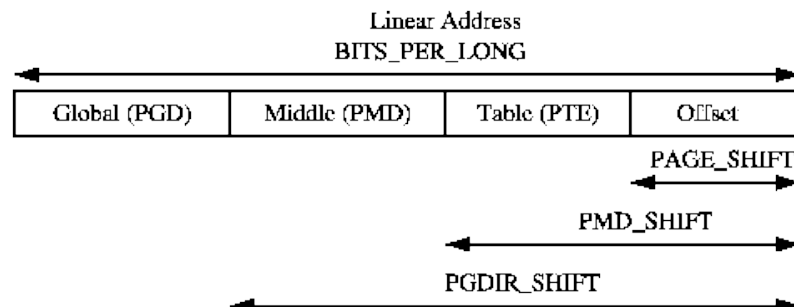 Linear Address
BITS_PER_LONG
Global (PGD) Middle (PMD) Table (PTE) Offset
PAGE_SHIFT
PMD_SHIFT
PGDIR_SHIFT